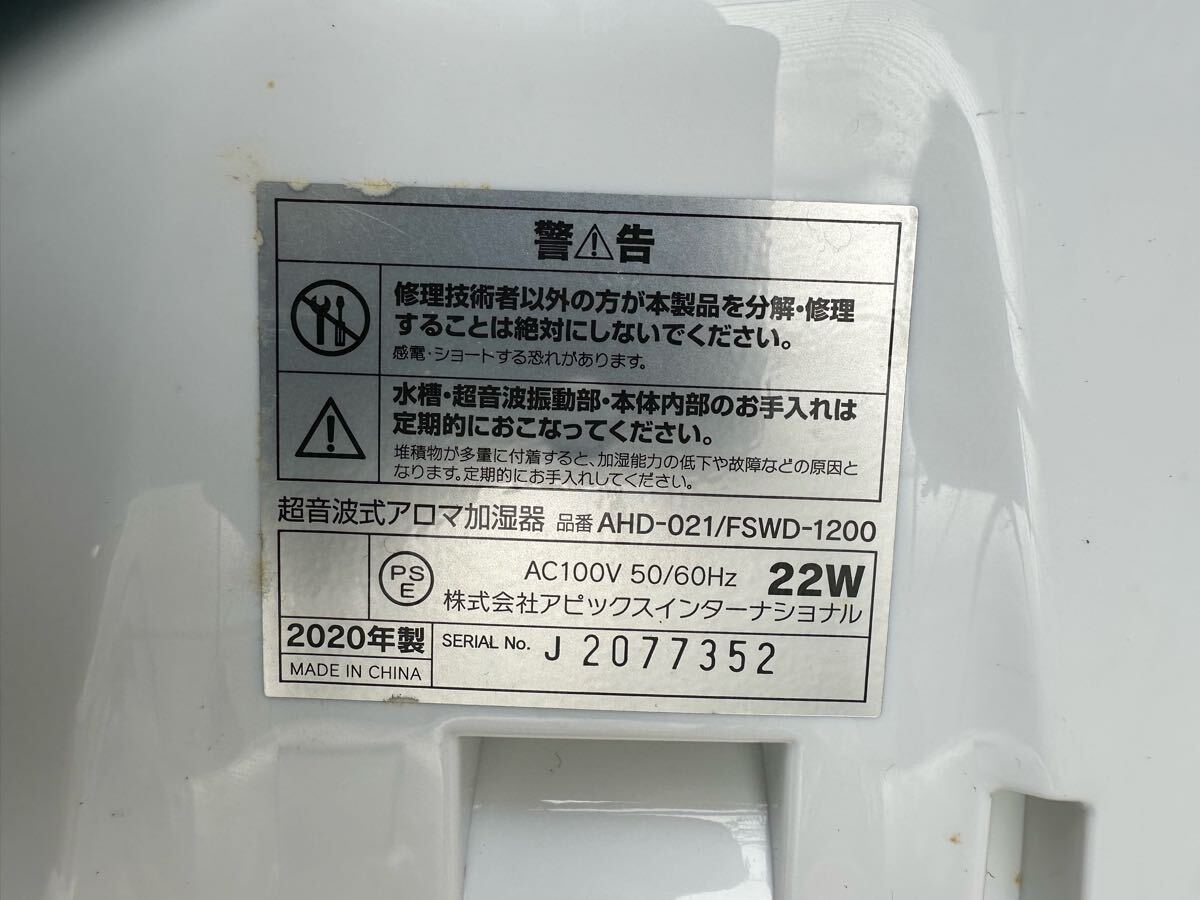 警⚠告
修理技術者以外の方が本製品を分解・修理
することは絶対にしないでください。
感電・ショートする恐れがあります。
水槽・超音波振動部・本体内部のお手入れは
定期的におこなってください。
堆積物が多量に付着すると、加湿能力の低下や故障などの原因と
なります。定期的にお手入れしてください。
超音波式アロマ加湿器 品番 AHD-021/FSWD-1200
PS
E
AC100V 50/60Hz 22W
株式会社アピックスインターナショナル
2020年製
MADE IN CHINA
SERIAL No. J 2077352